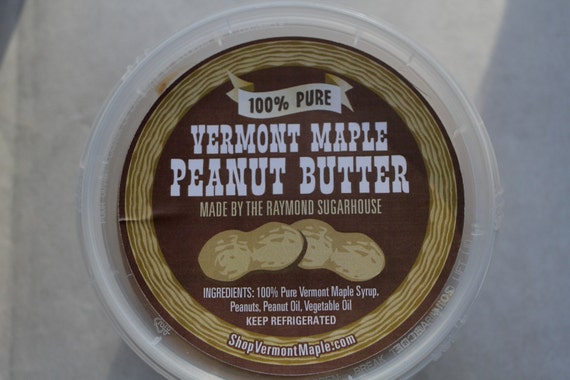 100% PURE
VERMONT MAPLE
PEANUT BUTTER
MADE BY THE RAYMOND SUGARHOUSE
INGREDIENTS: 100% Pure Vermont Maple Syrup,
Peanuts, Peanut Oil, Vegetable Oil
KEEP REFRIGERATED
ShopVermontMaple.com